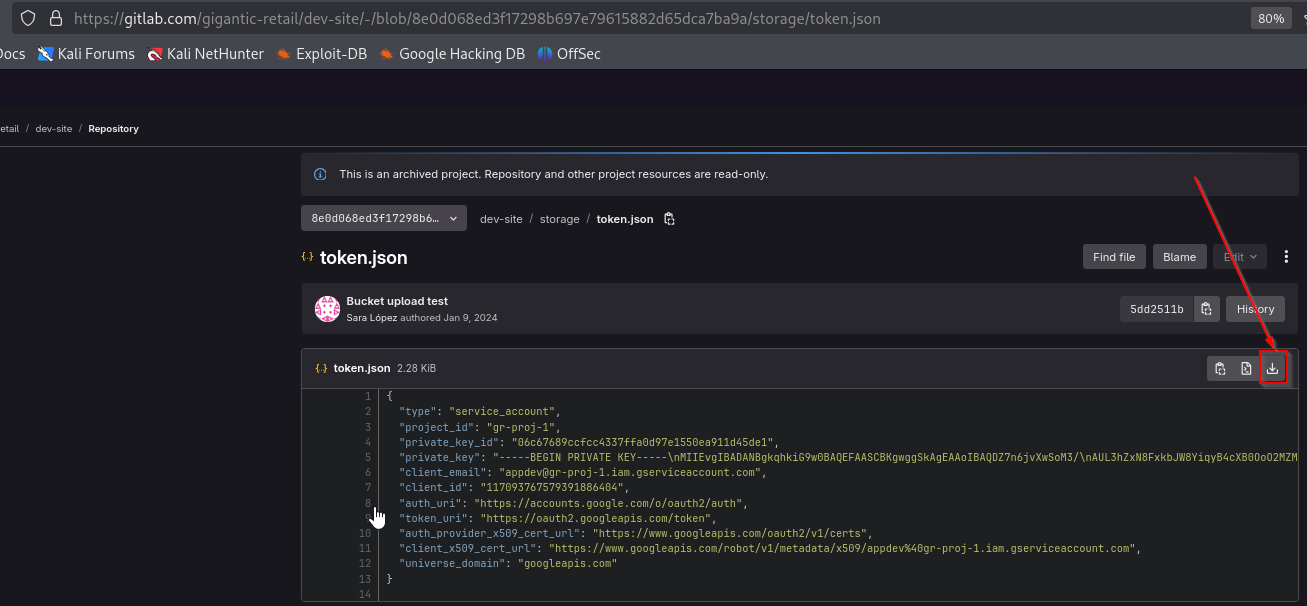 https://gitlab.com/gigantic-retail/dev-site/-/blob/8e0d068ed3f17298b697e79615882d65dca7ba9a/storage/token.json 80%
Docs Kali Forums Kali NetHunter Exploit-DB Google Hacking DB OffSec
etail / dev-site / Repository
This is an archived project. Repository and other project resources are read-only.
8e0d068ed3f17298b6… dev-site / storage / token.json
{..} token.json Find file Blame Edit
Bucket upload test
Sara López authored Jan 9, 2024 5dd2511b History
{..} token.json 2.28 KiB
1 {
2 "type": "service_account",
3 "project_id": "gr-proj-1",
4 "private_key_id": "06c67689ccfcc4337ffa0d97e1550ea911d45de1",
5 "private_key": "-----BEGIN PRIVATE KEY-----\nMIIEvgIBADANBgkqhkiG9w0BAQEFAASCBKgwggSkAgEAAoIBAQDZ7n6jvXwSoM3/\nAUL3hZxN8FxkbJW8YiqyB4cXB0OoO2MZM
6 "client_email": "appdev@gr-proj-1.iam.gserviceaccount.com",
7 "client_id": "117093767579391886404",
8 "auth_uri": "https://accounts.google.com/o/oauth2/auth",
9 "token_uri": "https://oauth2.googleapis.com/token",
10 "auth_provider_x509_cert_url": "https://www.googleapis.com/oauth2/v1/certs",
11 "client_x509_cert_url": "https://www.googleapis.com/robot/v1/metadata/x509/appdev%40gr-proj-1.iam.gserviceaccount.com",
12 "universe_domain": "googleapis.com"
13 }
14